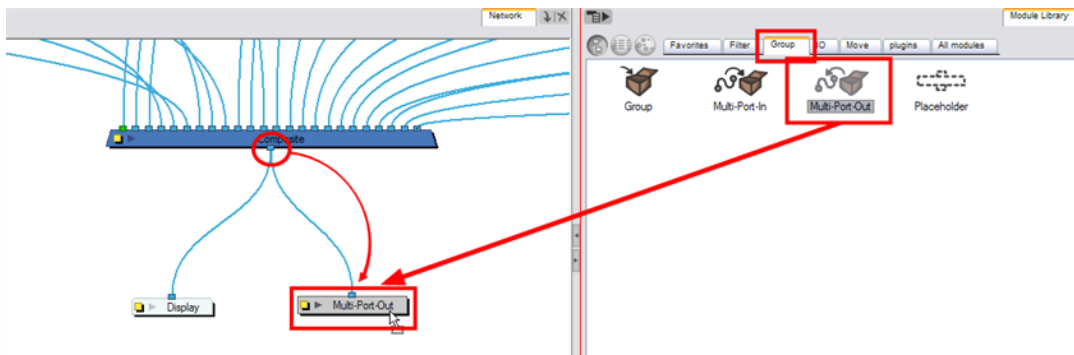 Network
Module Library
Favorites Filter Group IO Move plugins All modules
Group Multi-Port-In Multi-Port-Out Placeholder
Composite
Display Multi-Port-Out